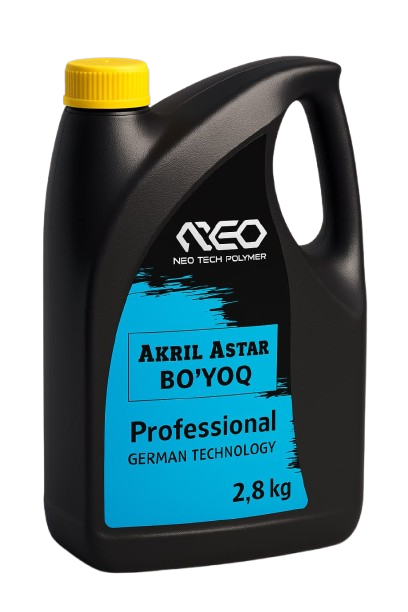 NEO
NEO TECH POLYMER
AKRIL ASTAR
BO'YOQ
Professional
GERMAN TECHNOLOGY
2,8 kg